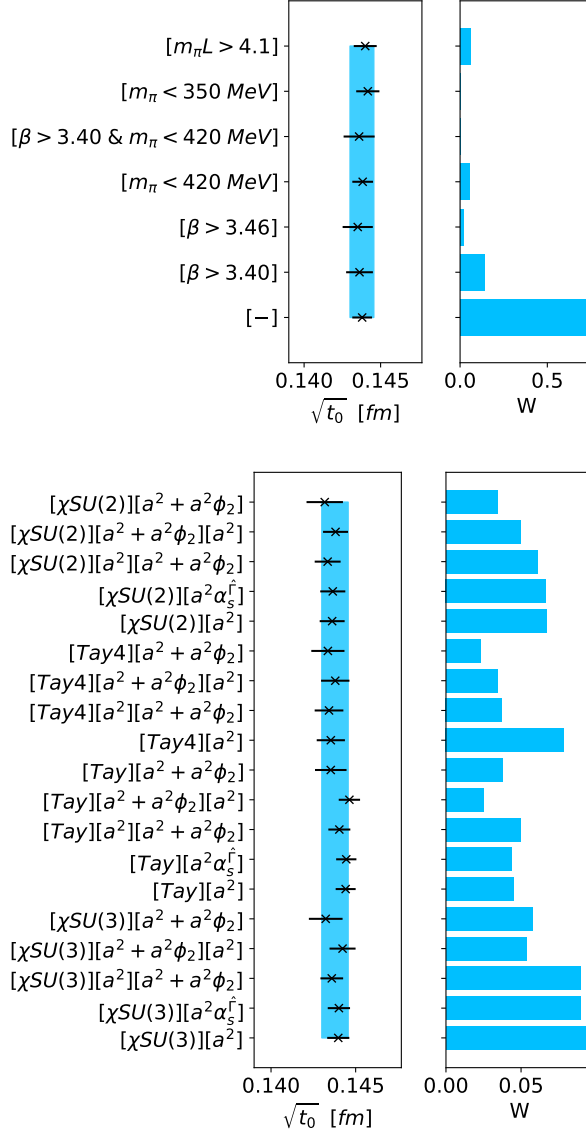 [m_π L > 4.1]
[m_π < 350 MeV]
[β > 3.40 & m_π < 420 MeV]
[m_π < 420 MeV]
[β > 3.46]
[β > 3.40]
[−]
0.140 0.145
√t_0 [fm]
0.0 0.5
W
[χSU(2)][a² + a²ϕ₂]
[χSU(2)][a² + a²ϕ₂][a²]
[χSU(2)][a²][a² + a²ϕ₂]
[χSU(2)][a²α_s^Γ̂]
[χSU(2)][a²]
[Tay4][a² + a²ϕ₂]
[Tay4][a² + a²ϕ₂][a²]
[Tay4][a²][a² + a²ϕ₂]
[Tay4][a²]
[Tay][a² + a²ϕ₂]
[Tay][a² + a²ϕ₂][a²]
[Tay][a²][a² + a²ϕ₂]
[Tay][a²α_s^Γ̂]
[Tay][a²]
[χSU(3)][a² + a²ϕ₂]
[χSU(3)][a² + a²ϕ₂][a²]
[χSU(3)][a²][a² + a²ϕ₂]
[χSU(3)][a²α_s^Γ̂]
[χSU(3)][a²]
0.140 0.145
√t_0 [fm]
0.00 0.05
W